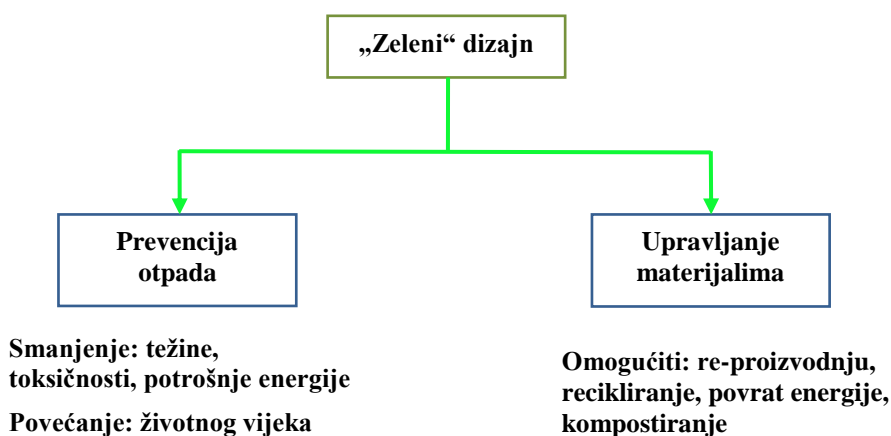 „Zeleni“ dizajn
Prevencija
otpada
Smanjenje: težine,
toksičnosti, potrošnje energije
Povećanje: životnog vijeka
Upravljanje
materijalima
Omogućiti: re-proizvodnju,
recikliranje, povrat energije,
kompostiranje